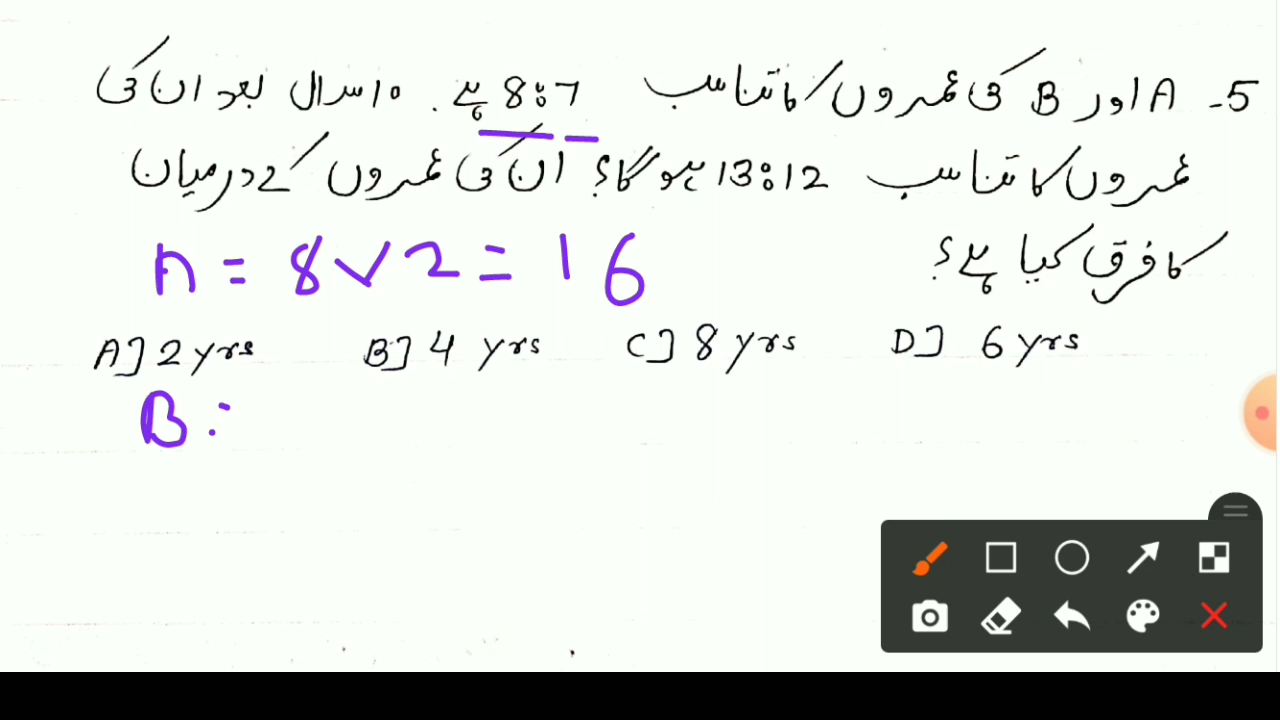 5۔ A اور B کی عمروں کا تناسب 8:7 ہے۔ 10 سال بعد ان کی
عمروں کا تناسب 13:12 ہوگا؟ ان کی عمروں کے درمیان
کا فرق کیا ہے؟
A = 8 × 2 = 16
A] 2 yrs B] 4 yrs C] 8 yrs D] 6 yrs
B :